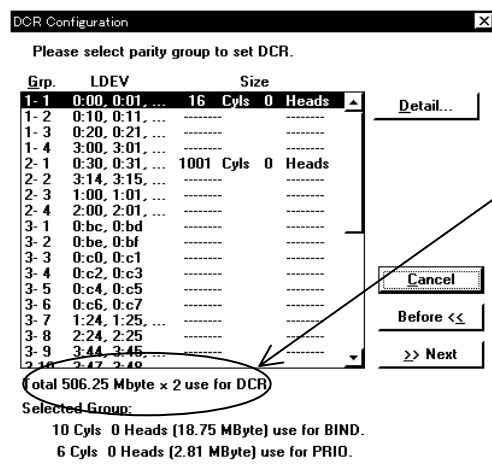 DCR Configuration
Please select parity group to set DCR.
Grp. LDEV Size
1- 1 0:00, 0:01, ... 16 Cyls 0 Heads
1- 2 0:10, 0:11, ... ------- -------
1- 3 0:20, 0:21, ... ------- -------
1- 4 3:00, 3:01, ... ------- -------
2- 1 0:30, 0:31, ... 1001 Cyls 0 Heads
2- 2 3:14, 3:15, ... ------- -------
2- 3 1:00, 1:01, ... ------- -------
2- 4 2:00, 2:01, ... ------- -------
3- 1 0:bc, 0:bd ------- -------
3- 2 0:be, 0:bf ------- -------
3- 3 0:c0, 0:c1 ------- -------
3- 4 0:c2, 0:c3 ------- -------
3- 5 0:c4, 0:c5 ------- -------
3- 6 0:c6, 0:c7 ------- -------
3- 7 1:24, 1:25, ... ------- -------
3- 8 2:24, 2:25 ------- -------
3- 9 3:44, 3:45, ... ------- -------
3-10 3:47, 3:48 ------- -------
Detail...
Cancel
Before <<
>> Next
Total 506.25 Mbyte × 2 use for DCR
Selected Group:
10 Cyls 0 Heads (18.75 MByte) use for BIND.
6 Cyls 0 Heads (2.81 MByte) use for PRIO.